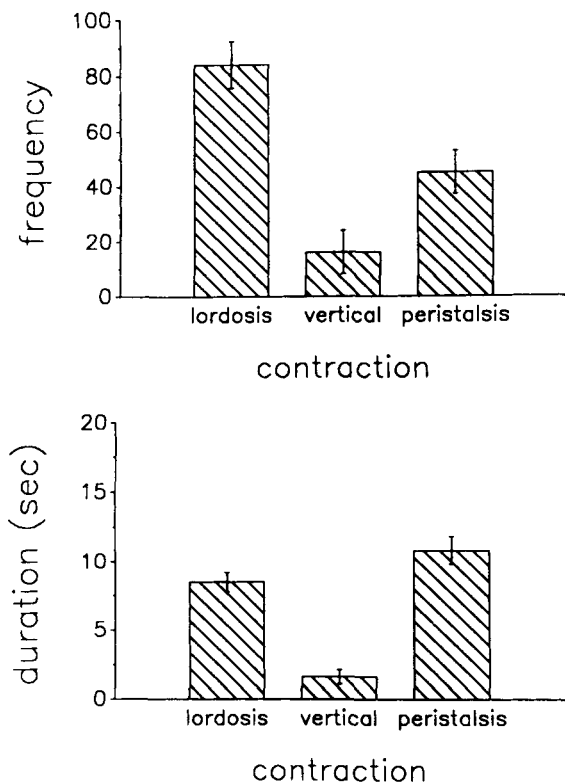 frequency
100
80
60
40
20
0
lordosis vertical peristalsis
contraction
duration (sec)
20
15
10
5
0
lordosis vertical peristalsis
contraction